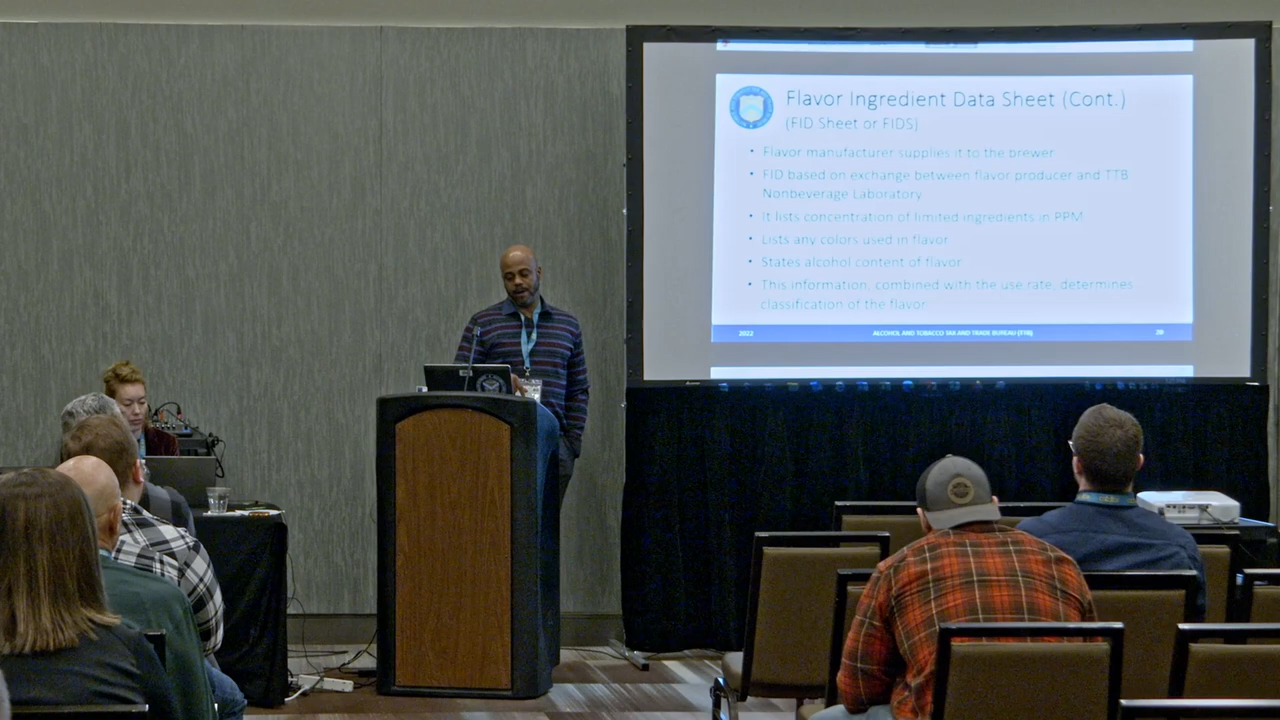 Flavor Ingredient Data Sheet (Cont.)
(FID Sheet or FIDS)
• Flavor manufacturer supplies it to the brewer
• FID based on exchange between flavor producer and TTB
Nonbeverage Laboratory
• It lists concentration of limited ingredients in PPM
• Lists any colors used in flavor
• States alcohol content of flavor
• This information, combined with the use rate, determines
classification of the flavor
2022 ALCOHOL AND TOBACCO TAX AND TRADE BUREAU (TTB) 20